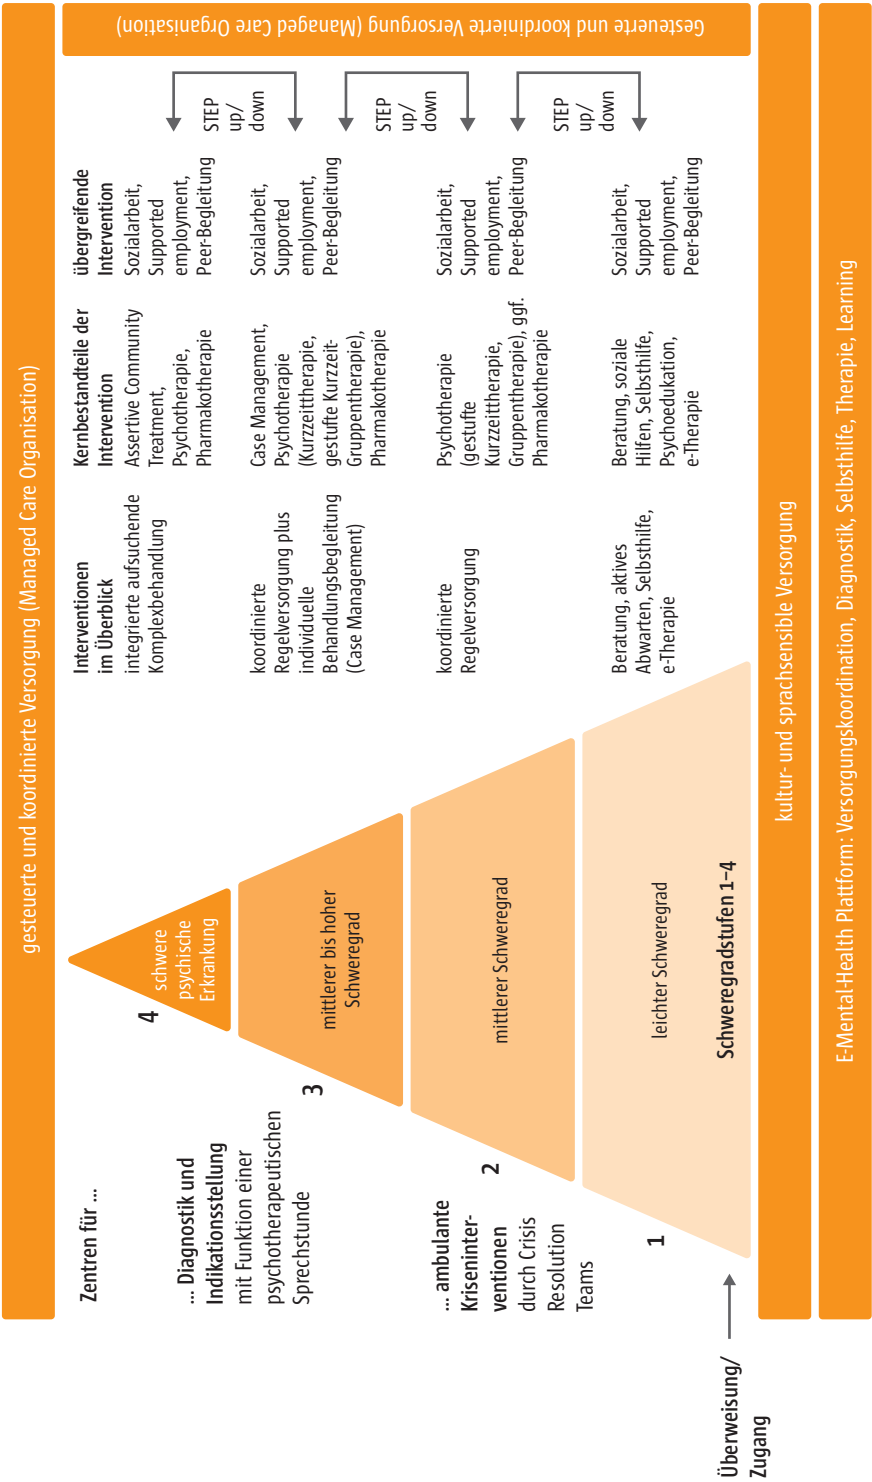 gesteuerte und koordinierte Versorgung (Managed Care Organisation)
Zentren für ...
... Diagnostik und
Indikationsstellung
mit Funktion einer
psychotherapeutischen
Sprechstunde
... ambulante
Kriseninter-
ventionen
durch Crisis
Resolution
Teams
Überweisung/
Zugang
4
schwere
psychische
Erkrankung
3
mittlerer bis hoher
Schweregrad
2
mittlerer Schweregrad
1
leichter Schweregrad
Schweregradstufen 1–4
Interventionen
im Überblick
integrierte aufsuchende
Komplexbehandlung
koordinierte
Regelversorgung plus
individuelle
Behandlungsbegleitung
(Case Management)
koordinierte
Regelversorgung
Beratung, aktives
Abwarten, Selbsthilfe,
e-Therapie
Kernbestandteile der
Intervention
Assertive Community
Treatment,
Psychotherapie,
Pharmakotherapie
Case Management,
Psychotherapie
(Kurzzeittherapie,
gestufte Kurzzeit-
Gruppentherapie),
Pharmakotherapie
Psychotherapie
(gestufte
Kurzzeittherapie,
Gruppentherapie), ggf.
Pharmakotherapie
Beratung, soziale
Hilfen, Selbsthilfe,
Psychoedukation,
e-Therapie
übergreifende
Intervention
Sozialarbeit,
Supported
employment,
Peer-Begleitung
Sozialarbeit,
Supported
employment,
Peer-Begleitung
Sozialarbeit,
Supported
employment,
Peer-Begleitung
Sozialarbeit,
Supported
employment,
Peer-Begleitung
STEP
up/
down
STEP
up/
down
STEP
up/
down
Gesteuerte und koordinierte Versorgung (Managed Care Organisation)
kultur- und sprachsensible Versorgung
E-Mental-Health Plattform: Versorgungskoordination, Diagnostik, Selbsthilfe, Therapie, Learning